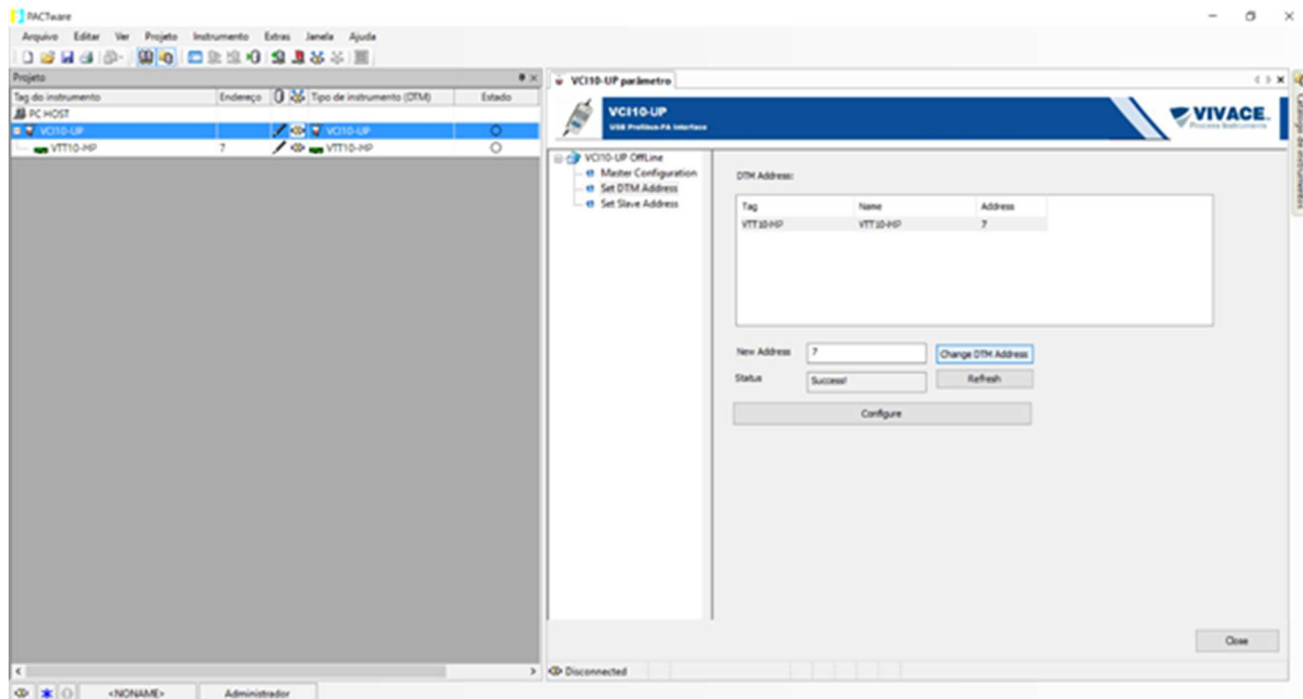 PACTware
Arquivo Editar Ver Projeto Instrumento Extras Janela Ajuda
Projeto
Tag do instrumento Endereço Tipo de instrumento (DTM) Estado
PC HOST
VCI10-UP VCI10-UP
VTT10-MP 7 VTT10-MP
VCI10-UP parâmetro
VCI10-UP
USB Profibus-PA Interface
VIVACE
Process Instruments
VCI10-UP OffLine
Master Configuration
Set DTM Address
Set Slave Address
DTM Address:
Tag Name Address
VTT10-MP VTT10-MP 7
New Address 7 Change DTM Address
Status Success! Refresh
Configure
Close
Catálogo de instrumentos
Disconnected
<NONAME> Administrador